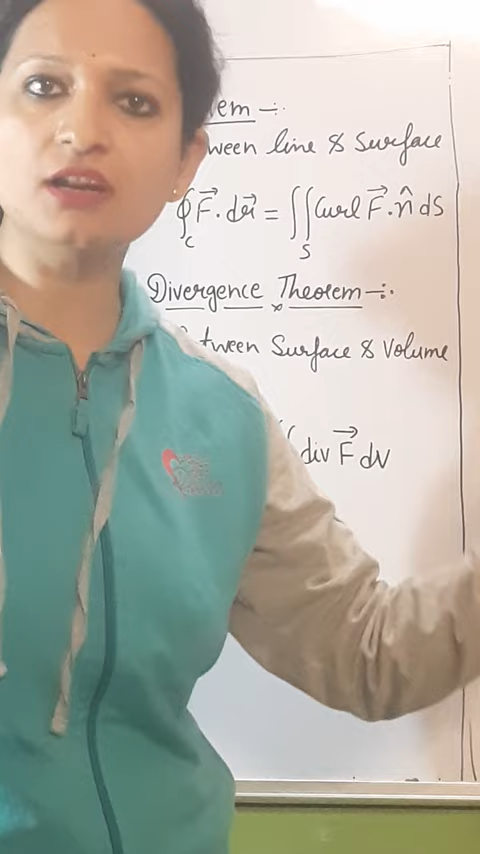 em :-
ween line & Surface
∮_C F⃗ . dr⃗ = ∬_S Curl F⃗ . n̂ dS
Divergence Theorem :-
tween Surface & Volume
div F⃗ dV